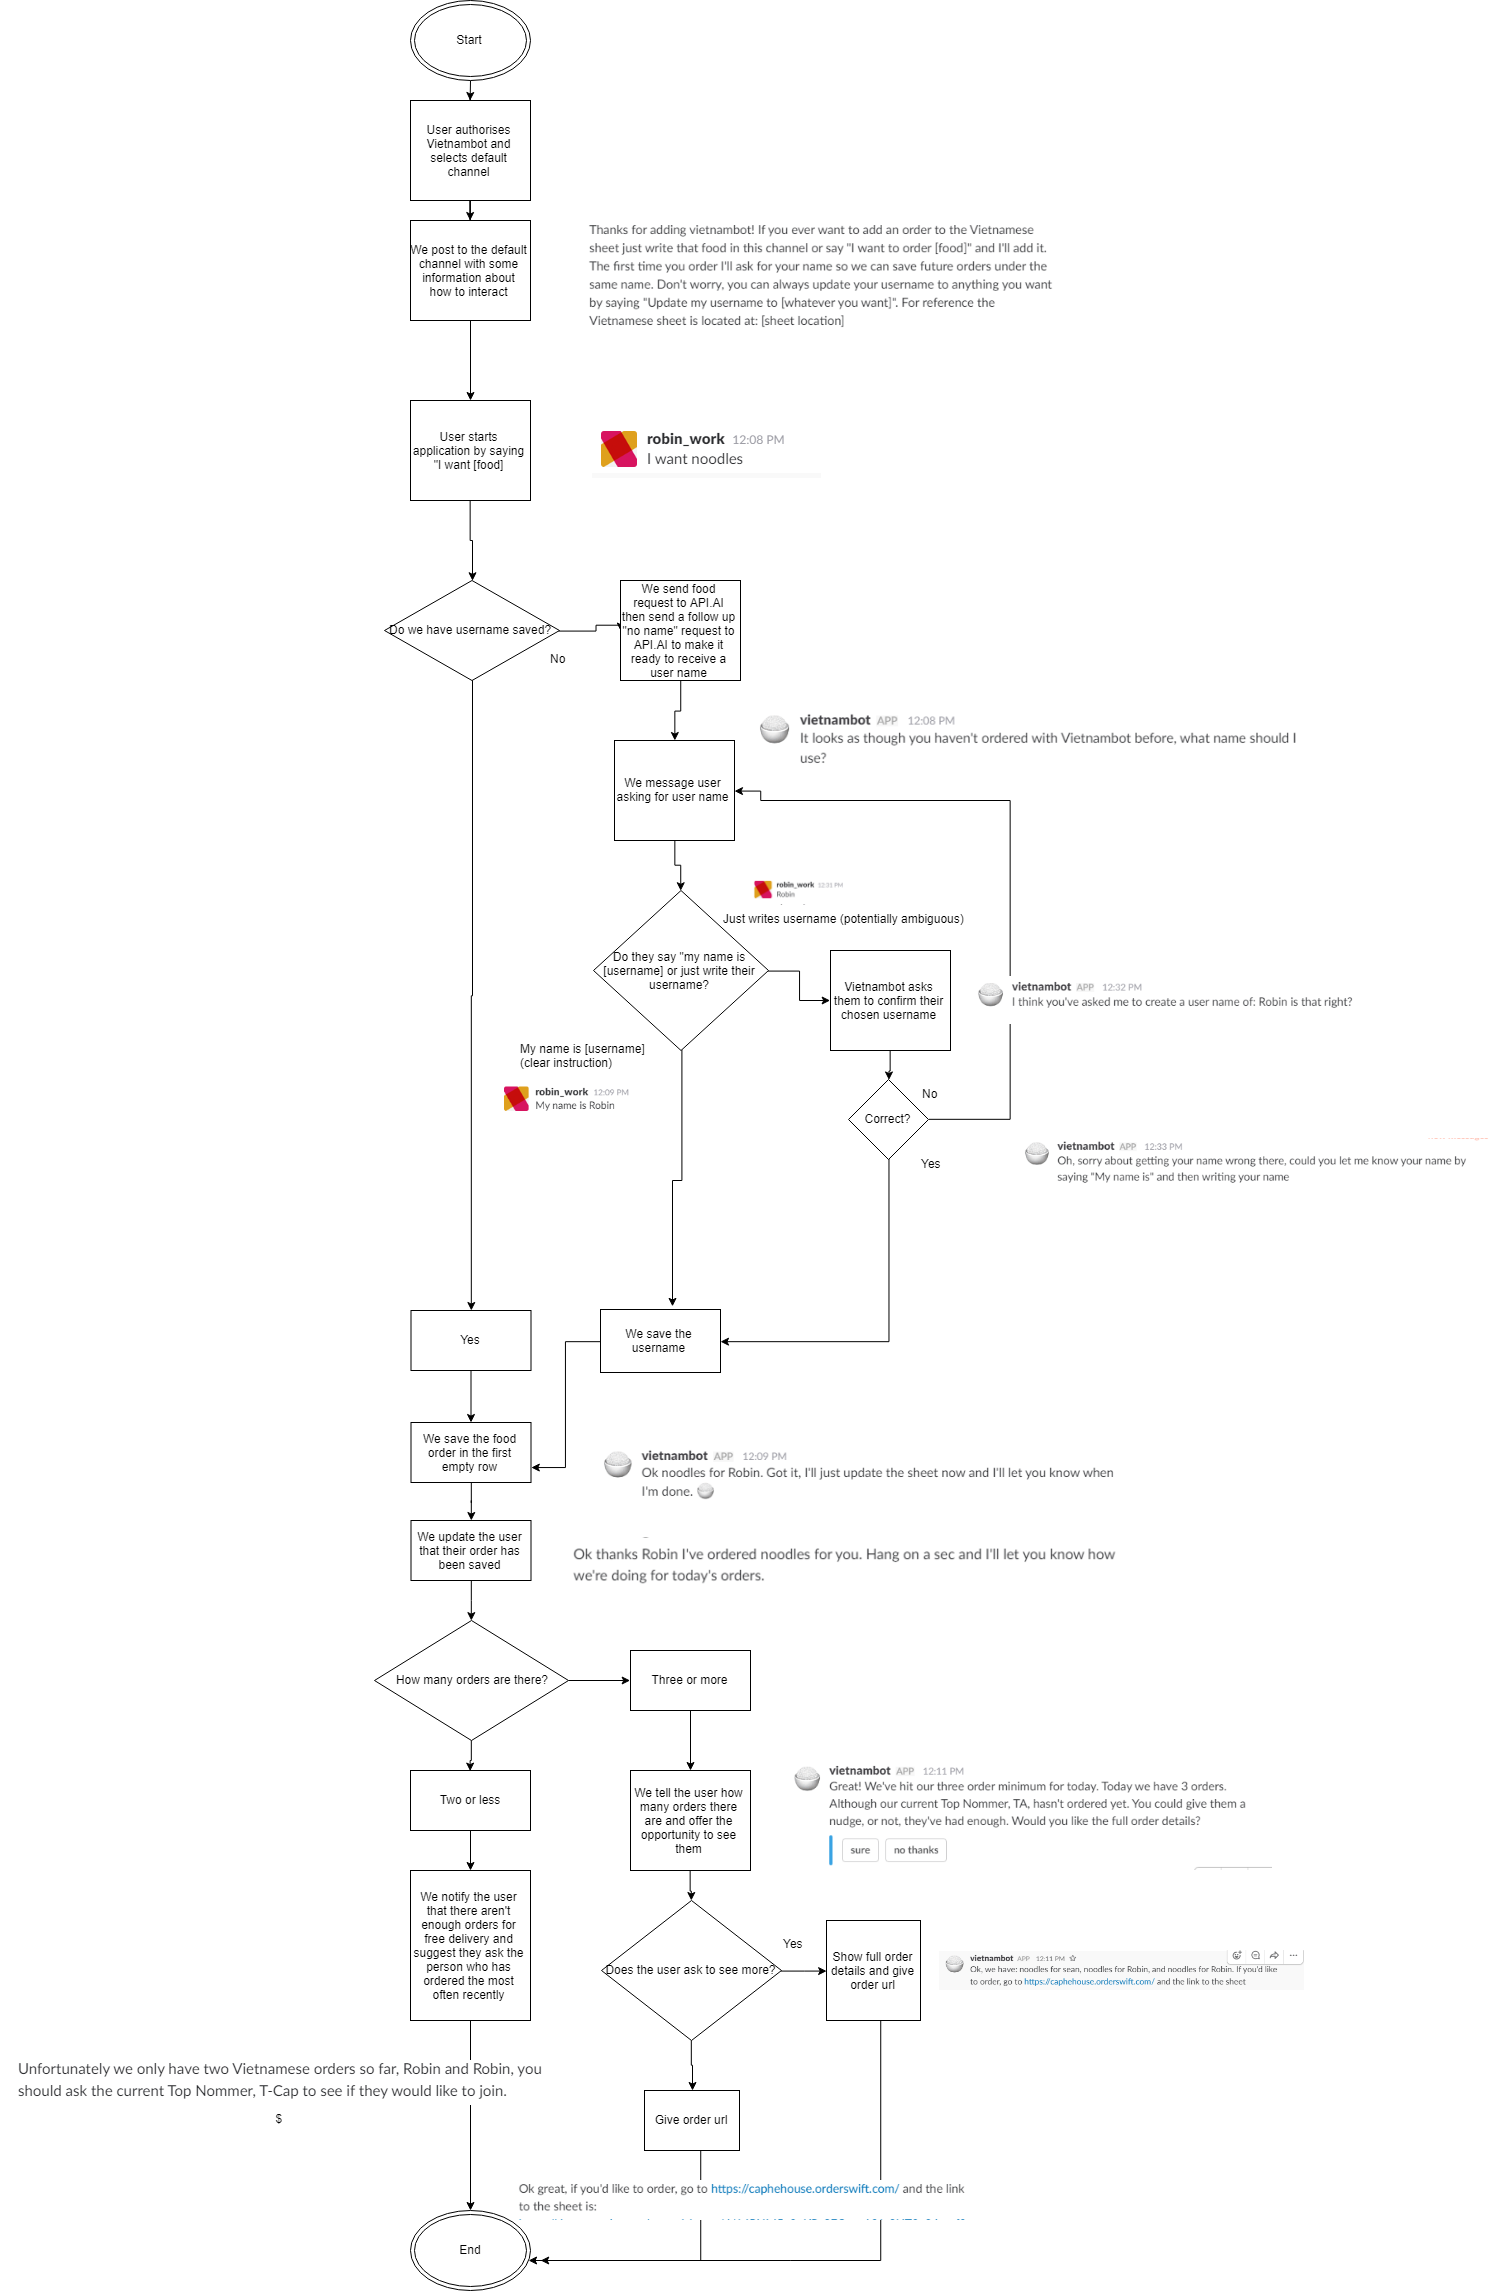 Start
User authorises
Vietnambot and
selects default
channel
We post to the default
channel with some
information about
how to interact
Thanks for adding vietnambot! If you ever want to add an order to the Vietnamese
sheet just write that food in this channel or say "I want to order [food]" and I'll add it.
The first time you order I'll ask for your name so we can save future orders under the
same name. Don't worry, you can always update your username to anything you want
by saying "Update my username to [whatever you want]". For reference the
Vietnamese sheet is located at: [sheet location]
User starts
application by saying
"I want [food]
robin_work 12:08 PM
I want noodles
Do we have username saved?
No
We send food
request to API.AI
then send a follow up
"no name" request to
API.AI to make it
ready to receive a
user name
vietnambot APP 12:08 PM
It looks as though you haven't ordered with Vietnambot before, what name should I
use?
We message user
asking for user name
robin_work 12:31 PM
Robin
Just writes username (potentially ambiguous)
Do they say "my name is
[username] or just write their
username?
Vietnambot asks
them to confirm their
chosen username
vietnambot APP 12:32 PM
I think you've asked me to create a user name of: Robin is that right?
My name is [username]
(clear instruction)
robin_work 12:09 PM
My name is Robin
No
Correct?
Yes
vietnambot APP 12:33 PM
Oh, sorry about getting your name wrong there, could you let me know your name by
saying "My name is" and then writing your name
Yes
We save the
username
We save the food
order in the first
empty row
vietnambot APP 12:09 PM
Ok noodles for Robin. Got it, I'll just update the sheet now and I'll let you know when
I'm done.
We update the user
that their order has
been saved
Ok thanks Robin I've ordered noodles for you. Hang on a sec and I'll let you know how
we're doing for today's orders.
How many orders are there?
Three or more
Two or less
We tell the user how
many orders there
are and offer the
opportunity to see
them
vietnambot APP 12:11 PM
Great! We've hit our three order minimum for today. Today we have 3 orders.
Although our current Top Nommer, TA, hasn't ordered yet. You could give them a
nudge, or not, they've had enough. Would you like the full order details?
sure no thanks
We notify the user
that there aren't
enough orders for
free delivery and
suggest they ask the
person who has
ordered the most
often recently
Does the user ask to see more?
Yes
Show full order
details and give
order url
vietnambot APP 12:11 PM
Ok, we have: noodles for sean, noodles for Robin, and noodles for Robin. If you'd like
to order, go to https://caphehouse.orderswift.com/ and the link to the sheet
Unfortunately we only have two Vietnamese orders so far, Robin and Robin, you
should ask the current Top Nommer, T-Cap to see if they would like to join.
$
Give order url
Ok great, if you'd like to order, go to https://caphehouse.orderswift.com/ and the link
to the sheet is:
End